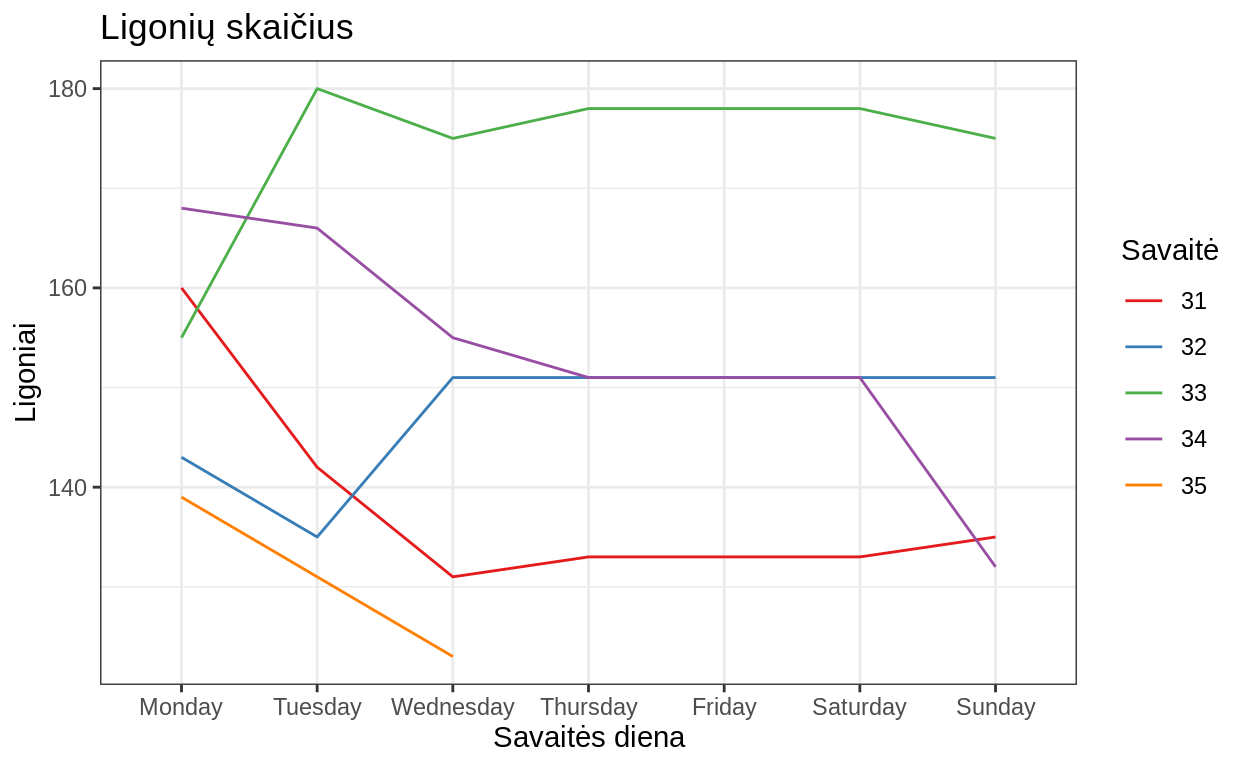 Ligonių skaičius
180
160
140
Ligoniai
Monday Tuesday Wednesday Thursday Friday Saturday Sunday
Savaitės diena
Savaitė
31
32
33
34
35